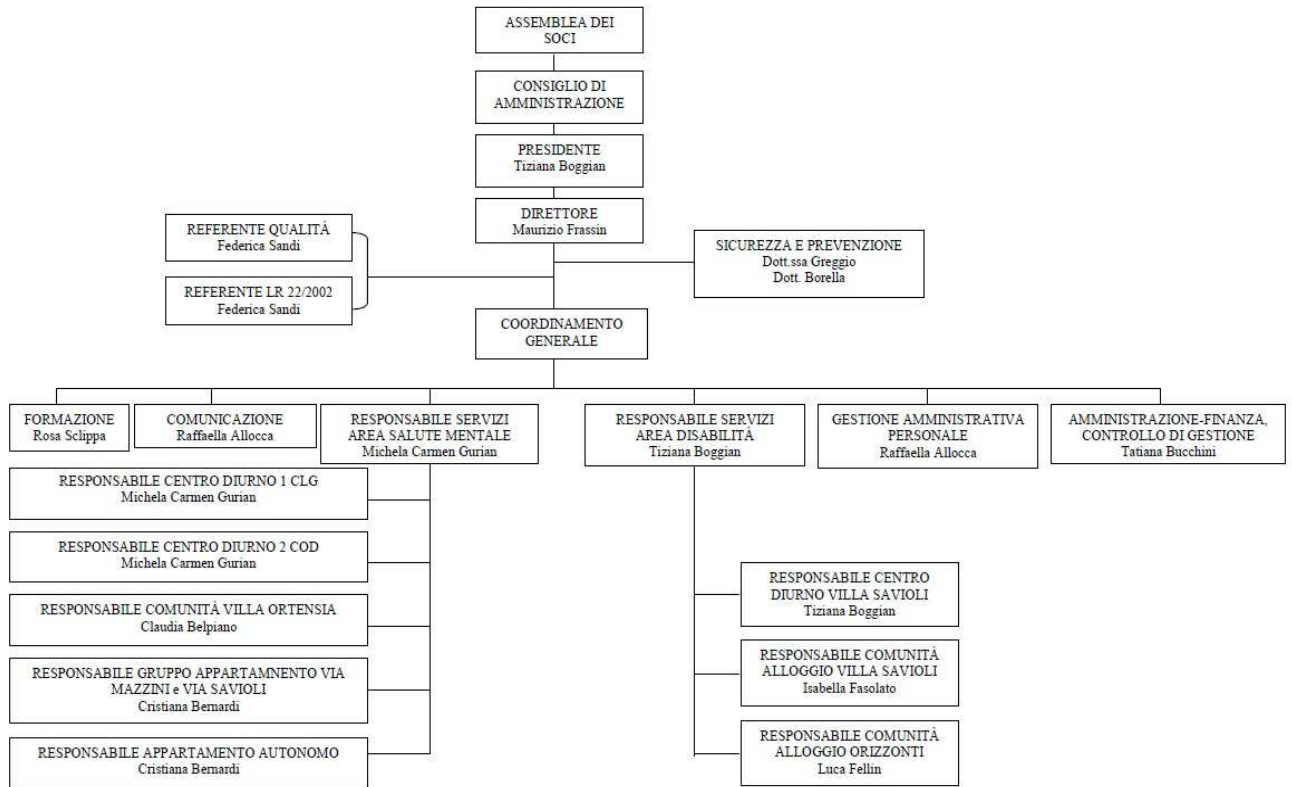 ASSEMBLEA DEI
SOCI
CONSIGLIO DI
AMMINISTRAZIONE
PRESIDENTE
Tiziana Boggian
DIRETTORE
Maurizio Frassin
REFERENTE QUALITÀ
Federica Sandi
SICUREZZA E PREVENZIONE
Dott.ssa Greggio
Dott. Borella
REFERENTE LR 22/2002
Federica Sandi
COORDINAMENTO
GENERALE
FORMAZIONE
Rosa Sclippa
COMUNICAZIONE
Raffaella Allocca
RESPONSABILE SERVIZI
AREA SALUTE MENTALE
Michela Carmen Gurian
RESPONSABILE SERVIZI
AREA DISABILITÀ
Tiziana Boggian
GESTIONE AMMINISTRATIVA
PERSONALE
Raffaella Allocca
AMMINISTRAZIONE-FINANZA,
CONTROLLO DI GESTIONE
Tatiana Bucchini
RESPONSABILE CENTRO DIURNO 1 CLG
Michela Carmen Gurian
RESPONSABILE CENTRO DIURNO 2 COD
Michela Carmen Gurian
RESPONSABILE COMUNITÀ VILLA ORTENSIA
Claudia Belpiano
RESPONSABILE GRUPPO APPARTAMNENTO VIA
MAZZINI e VIA SAVIOLI
Cristiana Bernardi
RESPONSABILE APPARTAMENTO AUTONOMO
Cristiana Bernardi
RESPONSABILE CENTRO
DIURNO VILLA SAVIOLI
Tiziana Boggian
RESPONSABILE COMUNITÀ
ALLOGGIO VILLA SAVIOLI
Isabella Fasolato
RESPONSABILE COMUNITÀ
ALLOGGIO ORIZZONTI
Luca Fellin